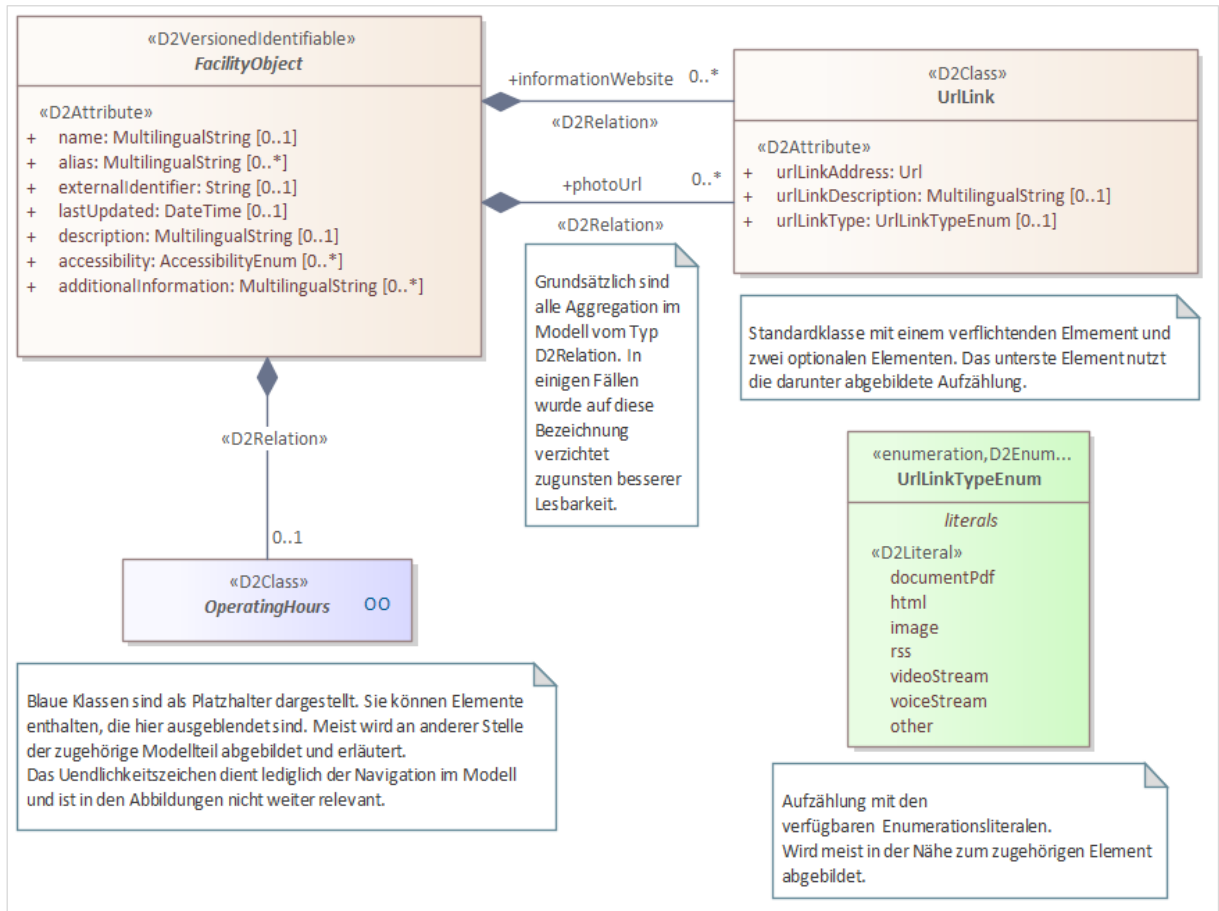 «D2VersionedIdentifiable»
FacilityObject
«D2Attribute»
+ name: MultilingualString [0..1]
+ alias: MultilingualString [0..*]
+ externalIdentifier: String [0..1]
+ lastUpdated: DateTime [0..1]
+ description: MultilingualString [0..1]
+ accessibility: AccessibilityEnum [0..*]
+ additionalInformation: MultilingualString [0..*]
+informationWebsite 0..*
«D2Relation»
+photoUrl 0..*
«D2Relation»
«D2Class»
UrlLink
«D2Attribute»
+ urlLinkAddress: Url
+ urlLinkDescription: MultilingualString [0..1]
+ urlLinkType: UrlLinkTypeEnum [0..1]
Grundsätzlich sind
alle Aggregation im
Modell vom Typ
D2Relation. In
einigen Fällen
wurde auf diese
Bezeichnung
verzichtet
zugunsten besserer
Lesbarkeit.
Standardklasse mit einem verflichtenden Elmement und
zwei optionalen Elementen. Das unterste Element nutzt
die darunter abgebildete Aufzählung.
«D2Relation»
0..1
«D2Class»
OperatingHours
«enumeration,D2Enum...
UrlLinkTypeEnum
literals
«D2Literal»
documentPdf
html
image
rss
videoStream
voiceStream
other
Blaue Klassen sind als Platzhalter dargestellt. Sie können Elemente
enthalten, die hier ausgeblendet sind. Meist wird an anderer Stelle
der zugehörige Modellteil abgebildet und erläutert.
Das Uendlichkeitszeichen dient lediglich der Navigation im Modell
und ist in den Abbildungen nicht weiter relevant.
Aufzählung mit den
verfügbaren Enumerationsliteralen.
Wird meist in der Nähe zum zugehörigen Element
abgebildet.